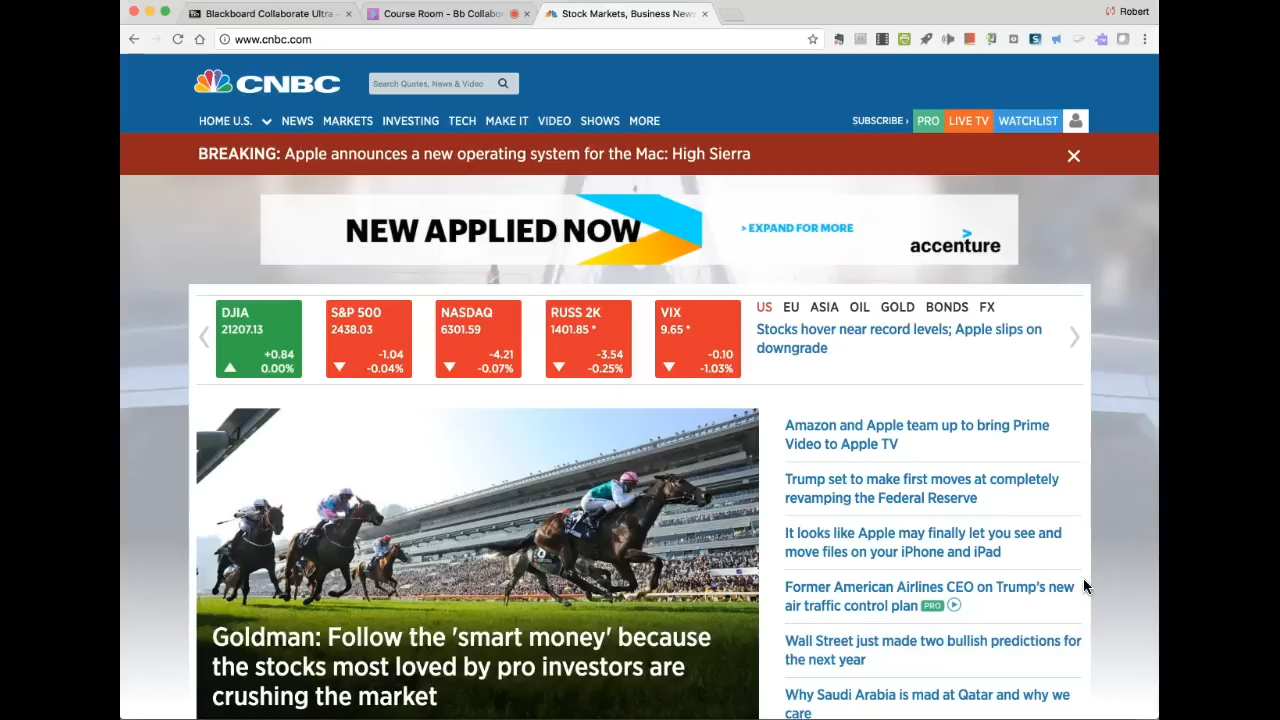 Blackboard Collaborate Ultra -
Course Room - Bb Collabor
Stock Markets, Business News
Robert
www.cnbc.com
CNBC
Search Quotes, News & Video
HOME U.S. NEWS MARKETS INVESTING TECH MAKE IT VIDEO SHOWS MORE
SUBSCRIBE › PRO LIVE TV WATCHLIST
BREAKING: Apple announces a new operating system for the Mac: High Sierra
NEW APPLIED NOW
> EXPAND FOR MORE
accenture
DJIA
21207.13
+0.84
0.00%
S&P 500
2438.03
-1.04
-0.04%
NASDAQ
6301.59
-4.21
-0.07%
RUSS 2K
1401.85 *
-3.54
-0.25%
VIX
9.65 *
-0.10
-1.03%
US EU ASIA OIL GOLD BONDS FX
Stocks hover near record levels; Apple slips on
downgrade
Goldman: Follow the 'smart money' because
the stocks most loved by pro investors are
crushing the market
Amazon and Apple team up to bring Prime
Video to Apple TV
Trump set to make first moves at completely
revamping the Federal Reserve
It looks like Apple may finally let you see and
move files on your iPhone and iPad
Former American Airlines CEO on Trump's new
air traffic control plan PRO
Wall Street just made two bullish predictions for
the next year
Why Saudi Arabia is mad at Qatar and why we
care